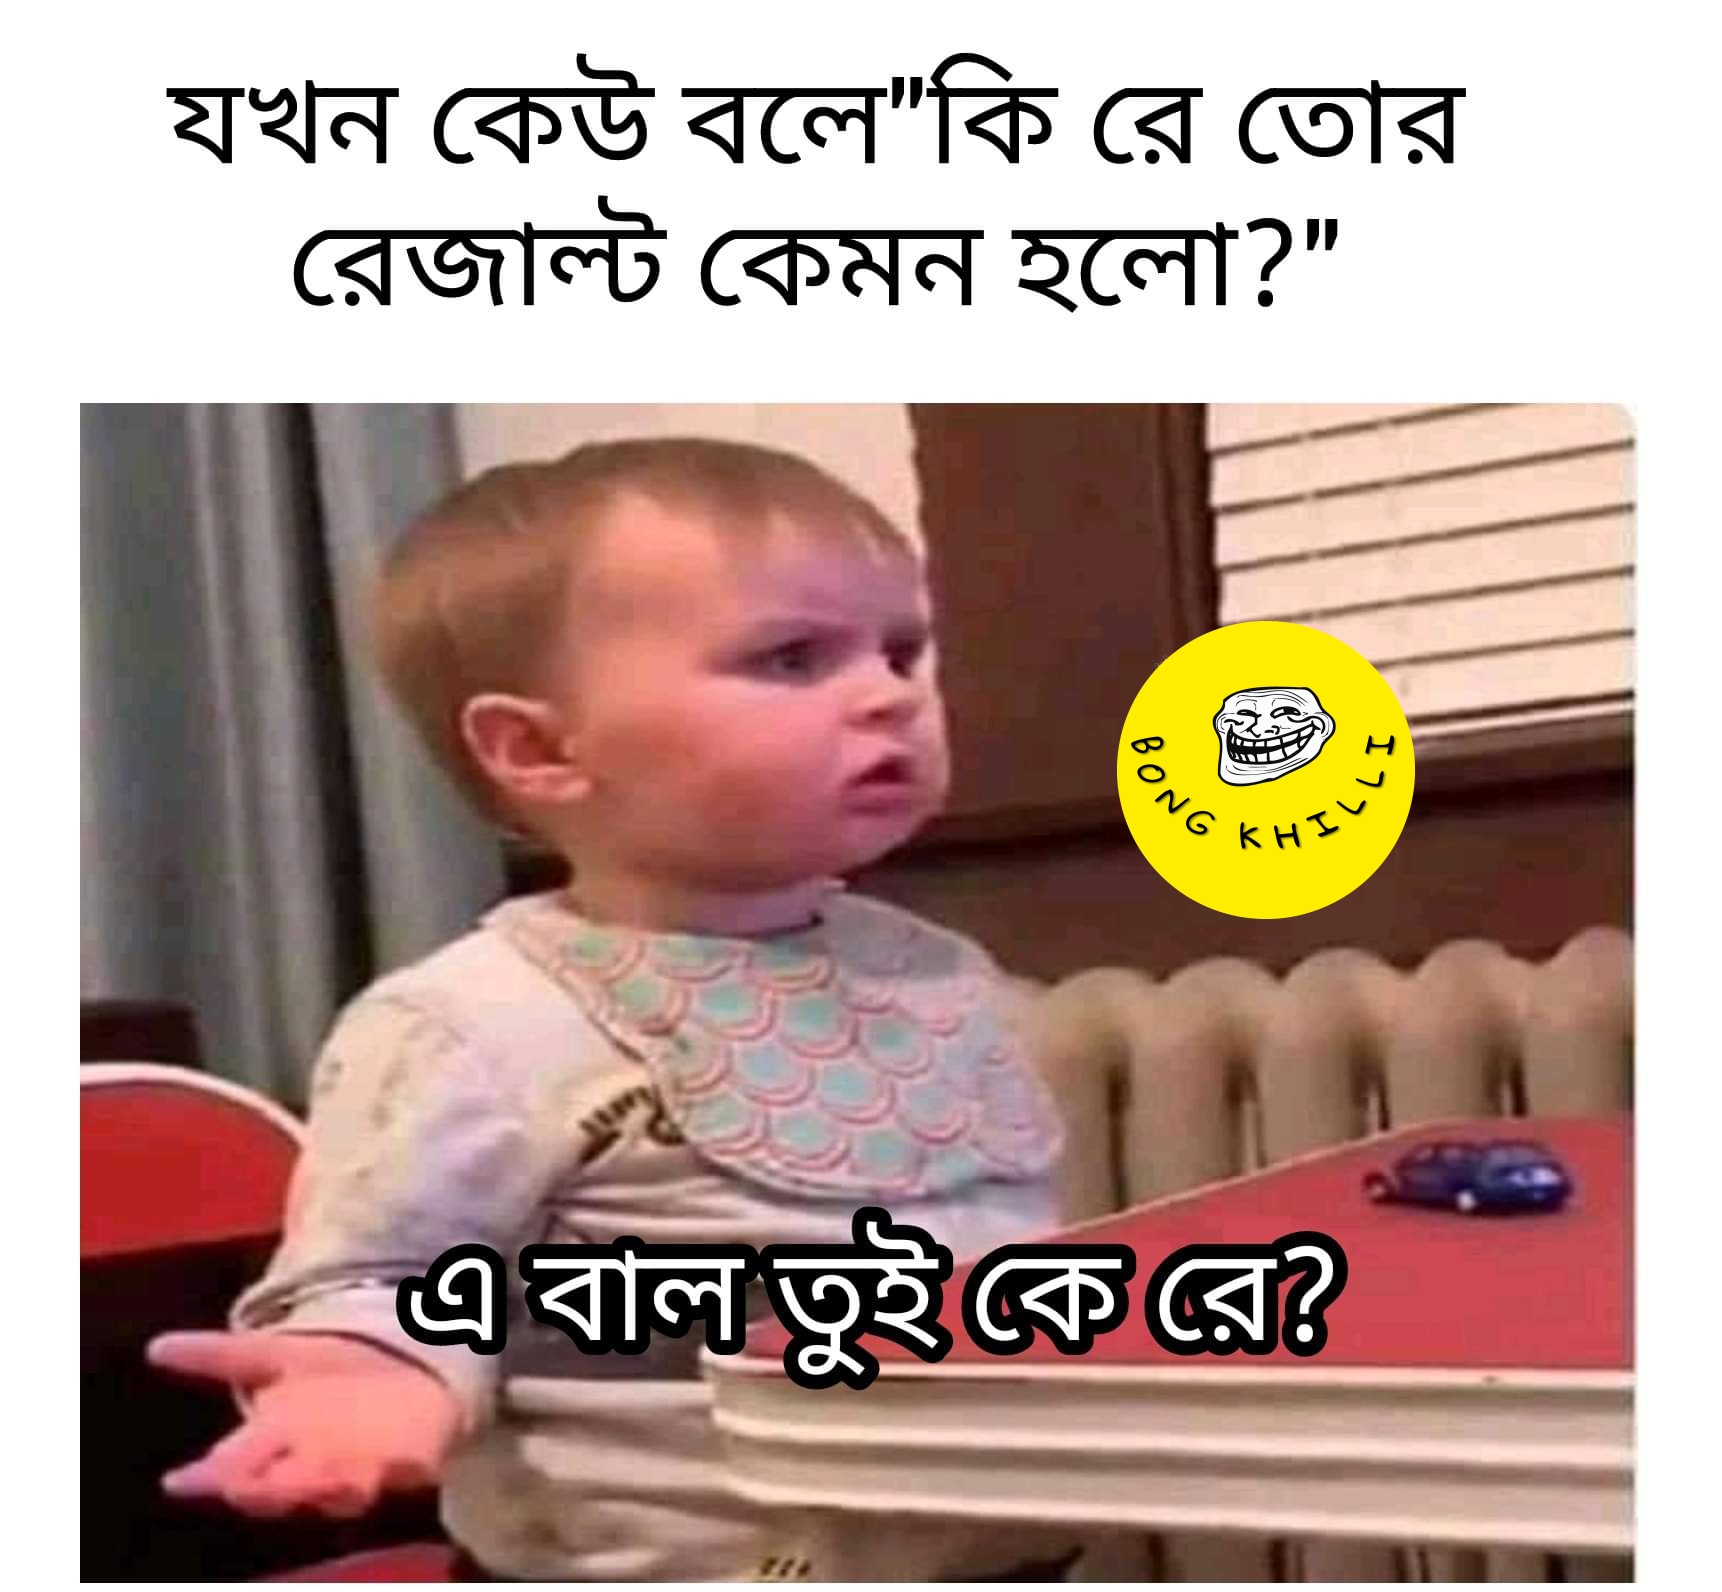 যখন কেউ বলে"কি রে তোর
রেজাল্ট কেমন হলো?"
BONG KHILLI
এ বাল তুই কে রে?